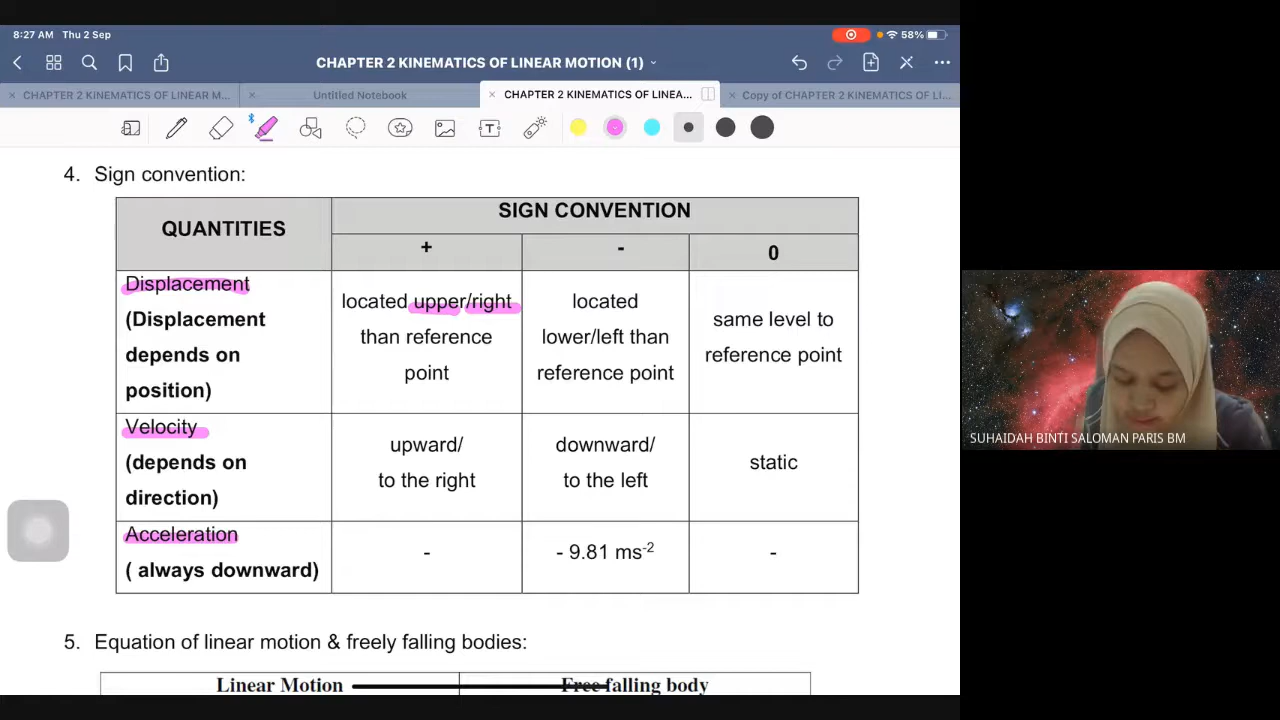 8:27 AM Thu 2 Sep
58%
CHAPTER 2 KINEMATICS OF LINEAR MOTION (1)
CHAPTER 2 KINEMATICS OF LINEAR M...
Untitled Notebook
CHAPTER 2 KINEMATICS OF LINEA...
Copy of CHAPTER 2 KINEMATICS OF LI...
4. Sign convention:
QUANTITIES
SIGN CONVENTION
+
-
0
Displacement
(Displacement
depends on
position)
located upper/right
than reference
point
located
lower/left than
reference point
same level to
reference point
Velocity
(depends on
direction)
upward/
to the right
downward/
to the left
static
Acceleration
( always downward)
-
- 9.81 ms⁻²
-
5. Equation of linear motion & freely falling bodies:
Linear Motion
Free falling body
SUHAIDAH BINTI SALOMAN PARIS BM